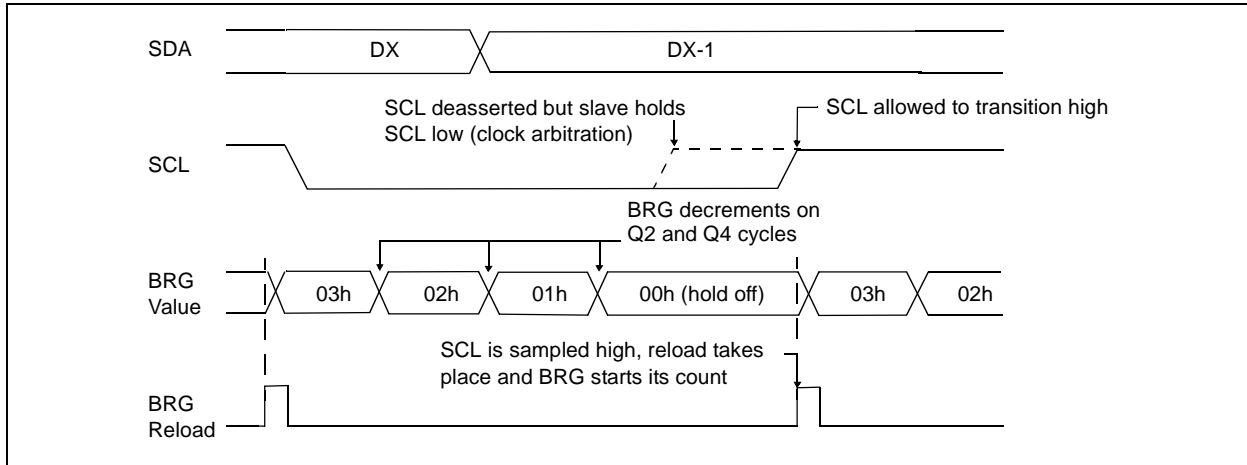 SDA
DX
DX-1
SCL deasserted but slave holds
SCL low (clock arbitration)
SCL allowed to transition high
SCL
BRG decrements on
Q2 and Q4 cycles
BRG
Value
03h
02h
01h
00h (hold off)
03h
02h
SCL is sampled high, reload takes
place and BRG starts its count
BRG
Reload